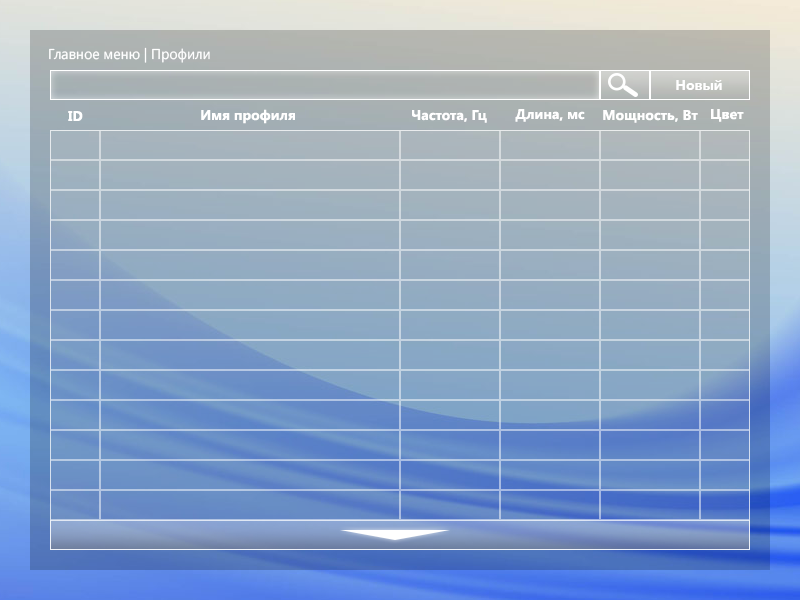 Главное меню | Профили
Новый
ID Имя профиля Частота, Гц Длина, мс Мощность, Вт Цвет